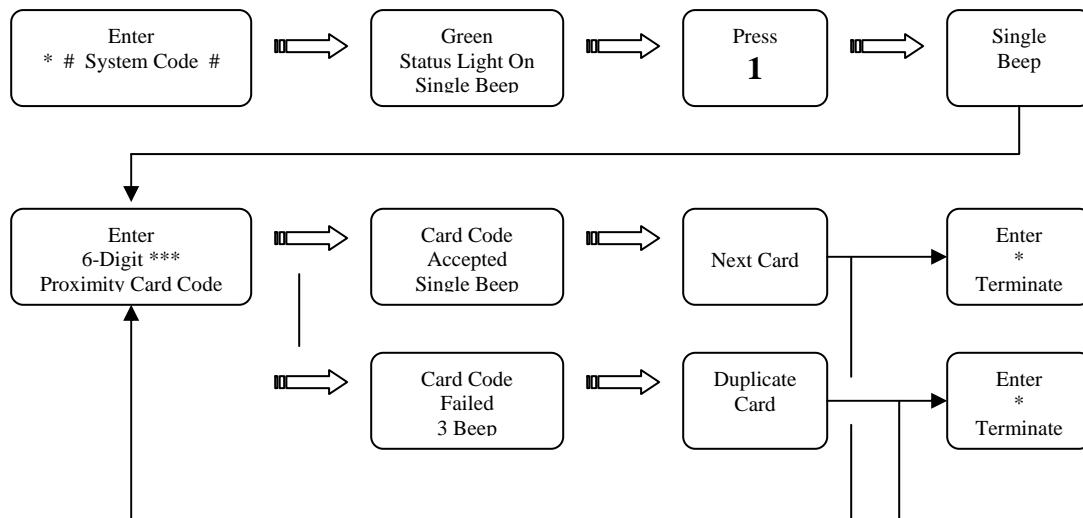 Enter
* # System Code #
Green
Status Light On
Single Beep
Press
1
Single
Beep
Enter
6-Digit ***
Proximity Card Code
Card Code
Accepted
Single Beep
Next Card
Enter
*
Terminate
Card Code
Failed
3 Beep
Duplicate
Card
Enter
*
Terminate